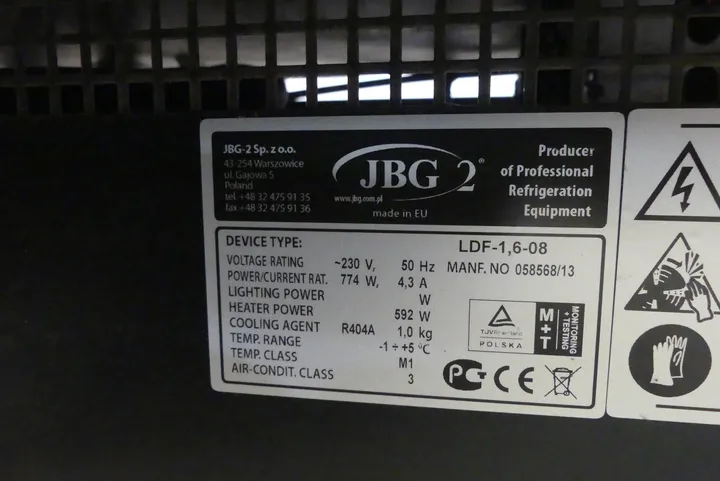 JBG-2 Sp. z o.o.
43-254 Warszowice
ul. Gajowa 5
Poland
tel. +48 32 475 91 35
fax +48 32 475 91 36
JBG 2®
www.jbg.com.pl
made in EU
Producer
of Professional
Refrigeration
Equipment
DEVICE TYPE: LDF-1,6-08
VOLTAGE RATING ~230 V, 50 Hz MANF. NO 058568/13
POWER/CURRENT RAT. 774 W, 4,3 A
LIGHTING POWER W
HEATER POWER 592 W
COOLING AGENT R404A 1,0 kg
TEMP. RANGE -1 ÷ +5 °C
TEMP. CLASS M1
AIR-CONDIT. CLASS 3
TÜVRheinland
POLSKA
M+T
MONITORING
+ TESTING
PCT CE